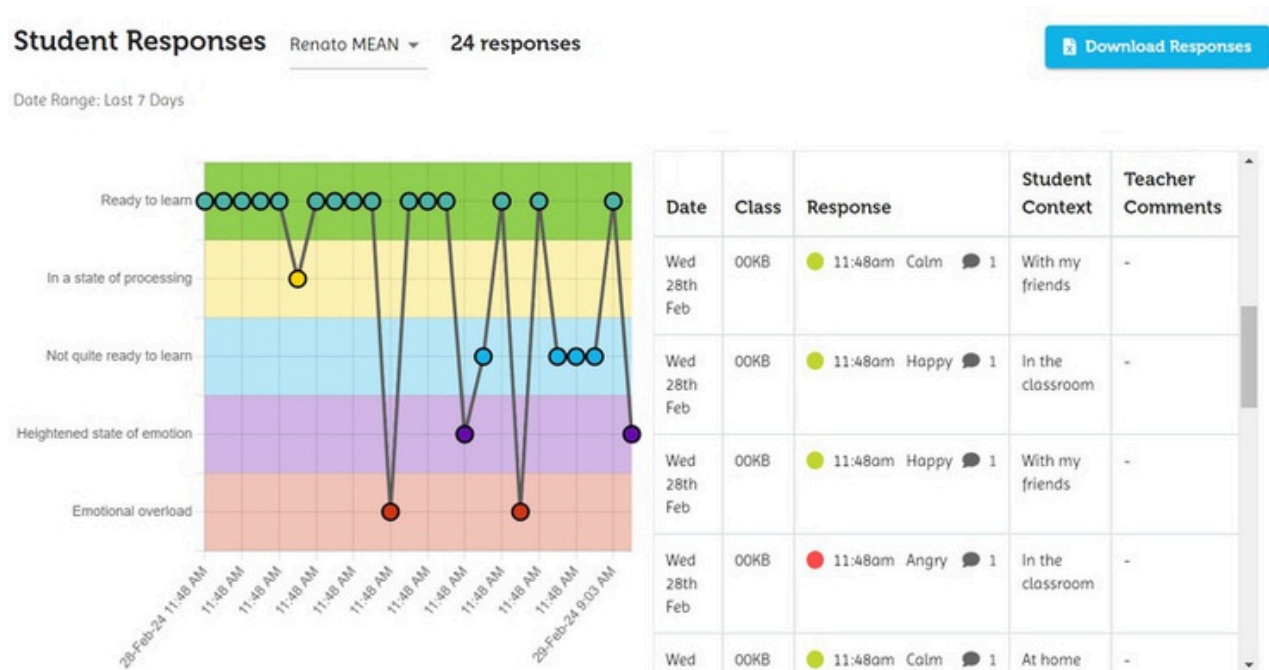 Student Responses Renato MEAN 24 responses
Download Responses
Date Range: Last 7 Days
Ready to learn
In a state of processing
Not quite ready to learn
Heightened state of emotion
Emotional overload
28-Feb-24 11:48 AM
11:48 AM
11:48 AM
11:48 AM
11:48 AM
11:48 AM
11:48 AM
11:48 AM
11:48 AM
11:48 AM
11:48 AM
29-Feb-24 9:03 AM
Date Class Response Student Context Teacher Comments
Wed 28th Feb 00KB 11:48am Calm 1 With my friends -
Wed 28th Feb 00KB 11:48am Happy 1 In the classroom -
Wed 28th Feb 00KB 11:48am Happy 1 With my friends -
Wed 28th Feb 00KB 11:48am Angry 1 In the classroom -
Wed 00KB 11:48am Calm 1 At home